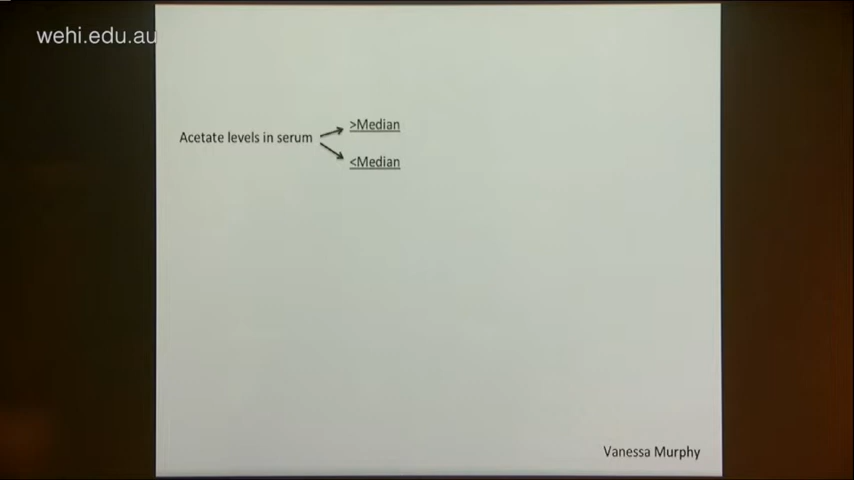 wehi.edu.au
>Median
Acetate levels in serum
<Median
Vanessa Murphy